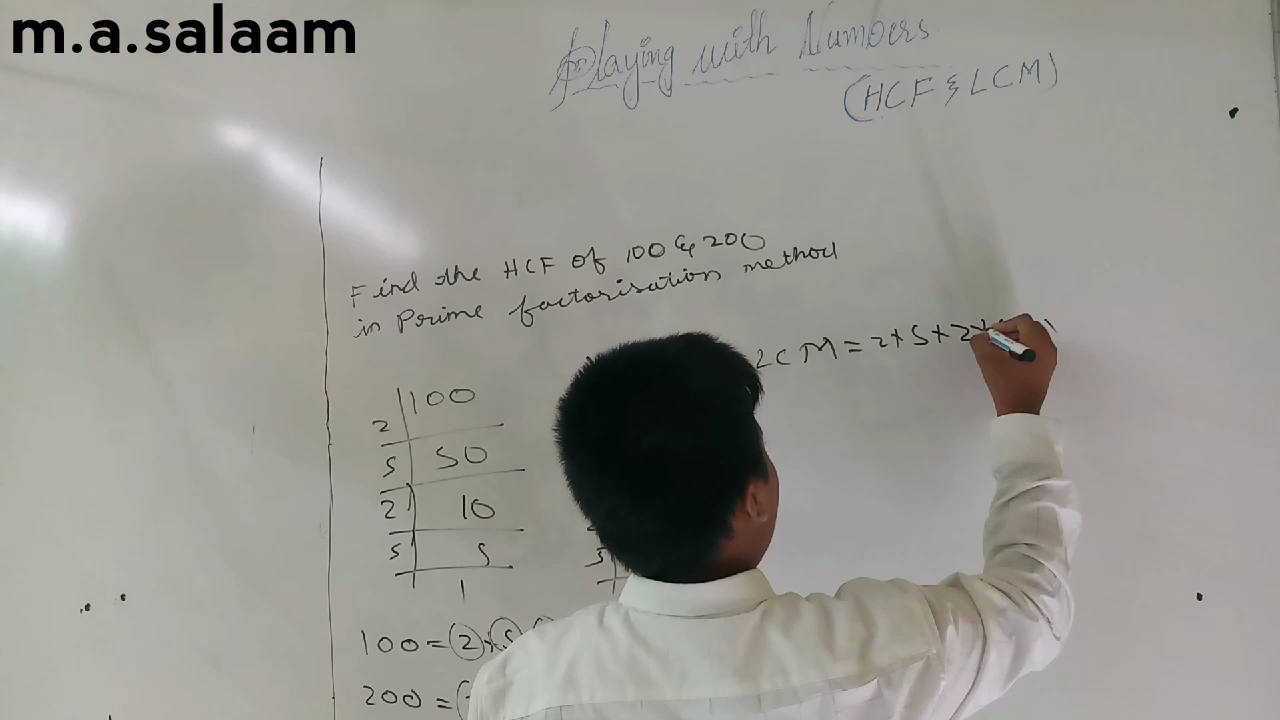 m.a.salaam
Playing with Numbers
(HCF & LCM)
Find the HCF of 100 & 200
in Prime factorisation method
LCM = 2 + 5 + 2 +
100
2
50
5
10
2
5
5
1
100 = 2 + 5
200 =